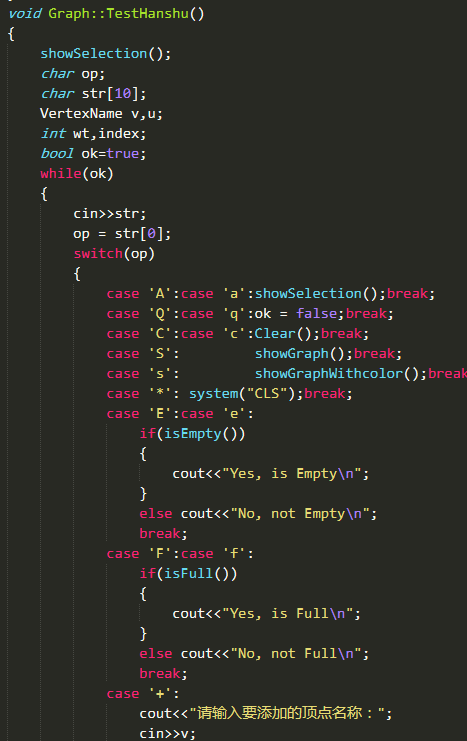 void Graph::TestHanshu()
{
showSelection();
char op;
char str[10];
VertexName v,u;
int wt,index;
bool ok=true;
while(ok)
{
cin>>str;
op = str[0];
switch(op)
{
case 'A':case 'a':showSelection();break;
case 'Q':case 'q':ok = false;break;
case 'C':case 'c':Clear();break;
case 'S': showGraph();break;
case 's': showGraphWithcolor();break
case '*': system("CLS");break;
case 'E':case 'e':
if(isEmpty())
{
cout<<"Yes, is Empty\n";
}
else cout<<"No, not Empty\n";
break;
case 'F':case 'f':
if(isFull())
{
cout<<"Yes, is Full\n";
}
else cout<<"No, not Full\n";
break;
case '+':
cout<<"请输入要添加的顶点名称：";
cin>>v;